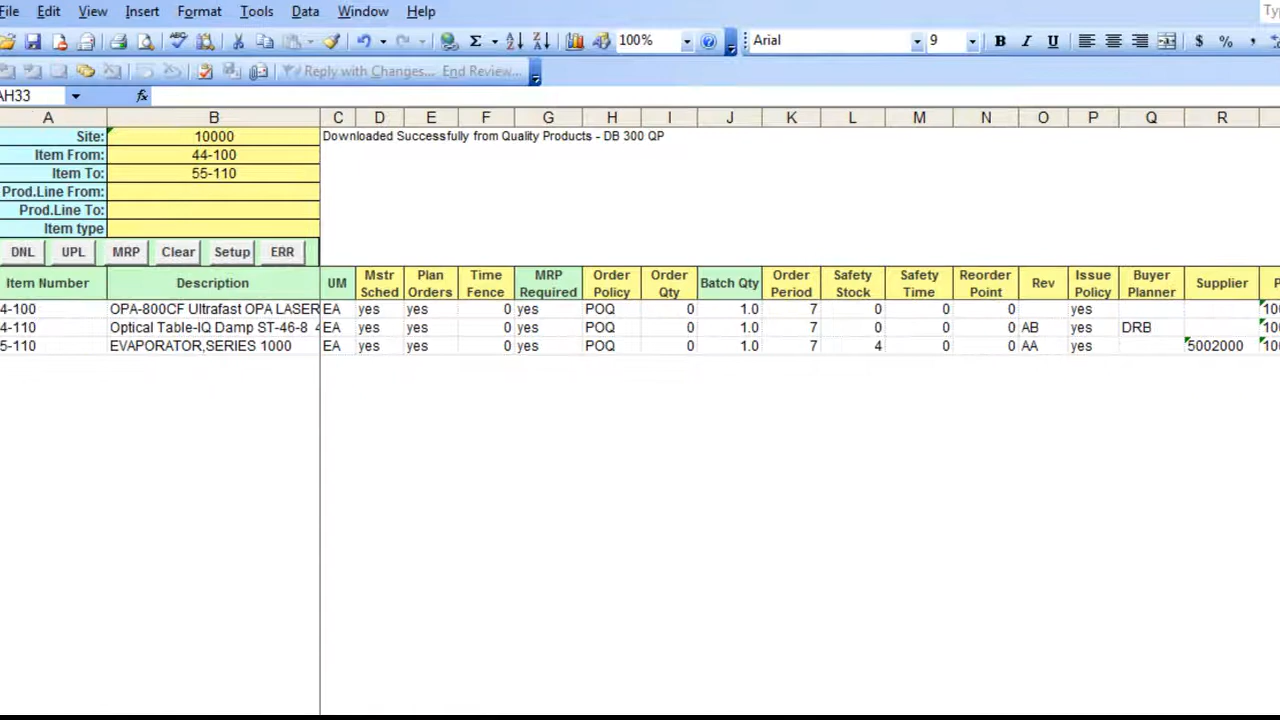 File Edit View Insert Format Tools Data Window Help
100% Arial 9 B I U $ % ,
Reply with Changes... End Review...
AH33 fx
A B C D E F G H I J K L M N O P Q R
Site: 10000 Downloaded Successfully from Quality Products - DB 300 QP
Item From: 44-100
Item To: 55-110
Prod.Line From:
Prod.Line To:
Item type
DNL UPL MRP Clear Setup ERR
Item Number Description UM Mstr Sched Plan Orders Time Fence MRP Required Order Policy Order Qty Batch Qty Order Period Safety Stock Safety Time Reorder Point Rev Issue Policy Buyer Planner Supplier
4-100 OPA-800CF Ultrafast OPA LASER EA yes yes 0 yes POQ 0 1.0 7 0 0 0 yes 100
4-110 Optical Table-IQ Damp ST-46-8 4 EA yes yes 0 yes POQ 0 1.0 7 0 0 0 AB yes DRB 100
5-110 EVAPORATOR,SERIES 1000 EA yes yes 0 yes POQ 0 1.0 7 4 0 0 AA yes 5002000 100